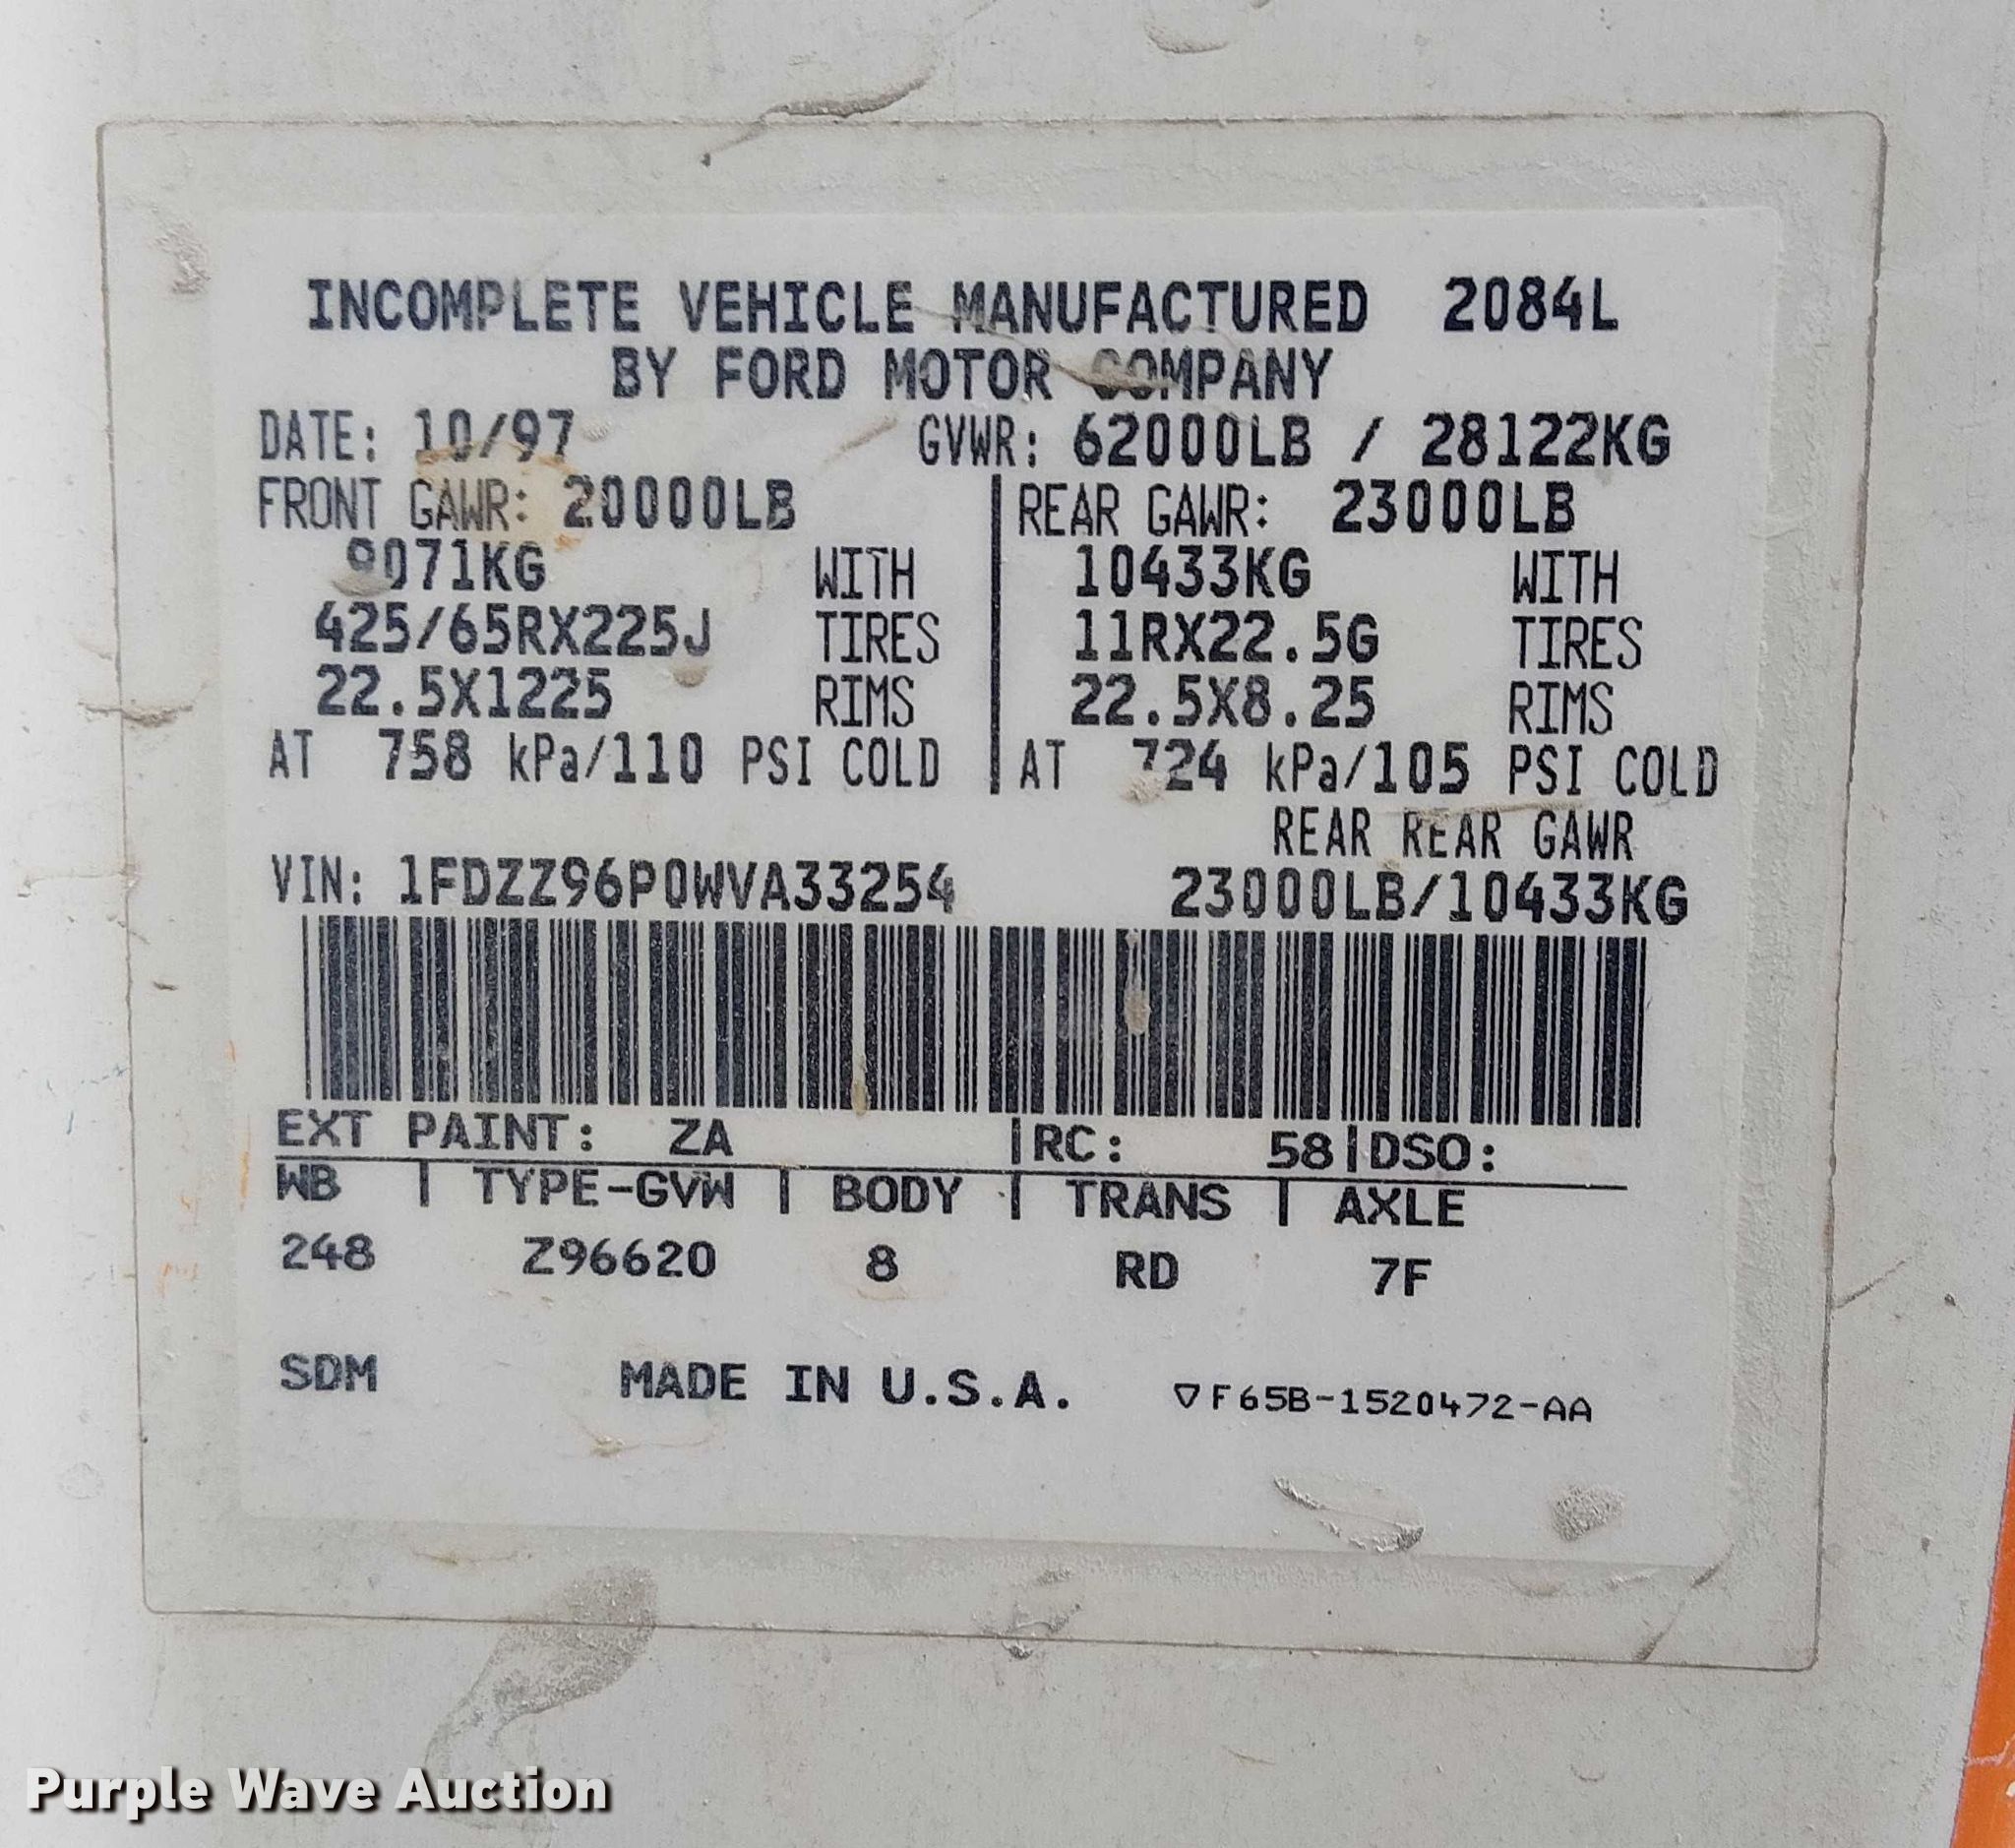 INCOMPLETE VEHICLE MANUFACTURED 2084L
BY FORD MOTOR COMPANY
DATE: 10/97 GVWR: 62000LB / 28122KG
FRONT GAWR: 20000LB REAR GAWR: 23000LB
9071KG WITH 10433KG WITH
425/65RX225J TIRES 11RX22.5G TIRES
22.5X1225 RIMS 22.5X8.25 RIMS
AT 758 kPa/110 PSI COLD AT 724 kPa/105 PSI COLD
REAR REAR GAWR
VIN: 1FDZZ96P0WVA33254 23000LB/10433KG
EXT PAINT: ZA |RC: 58|DSO:
WB | TYPE-GVW | BODY | TRANS | AXLE
248 Z96620 8 RD 7F
SDM MADE IN U.S.A. ▽F65B-1520472-AA
Purple Wave Auction